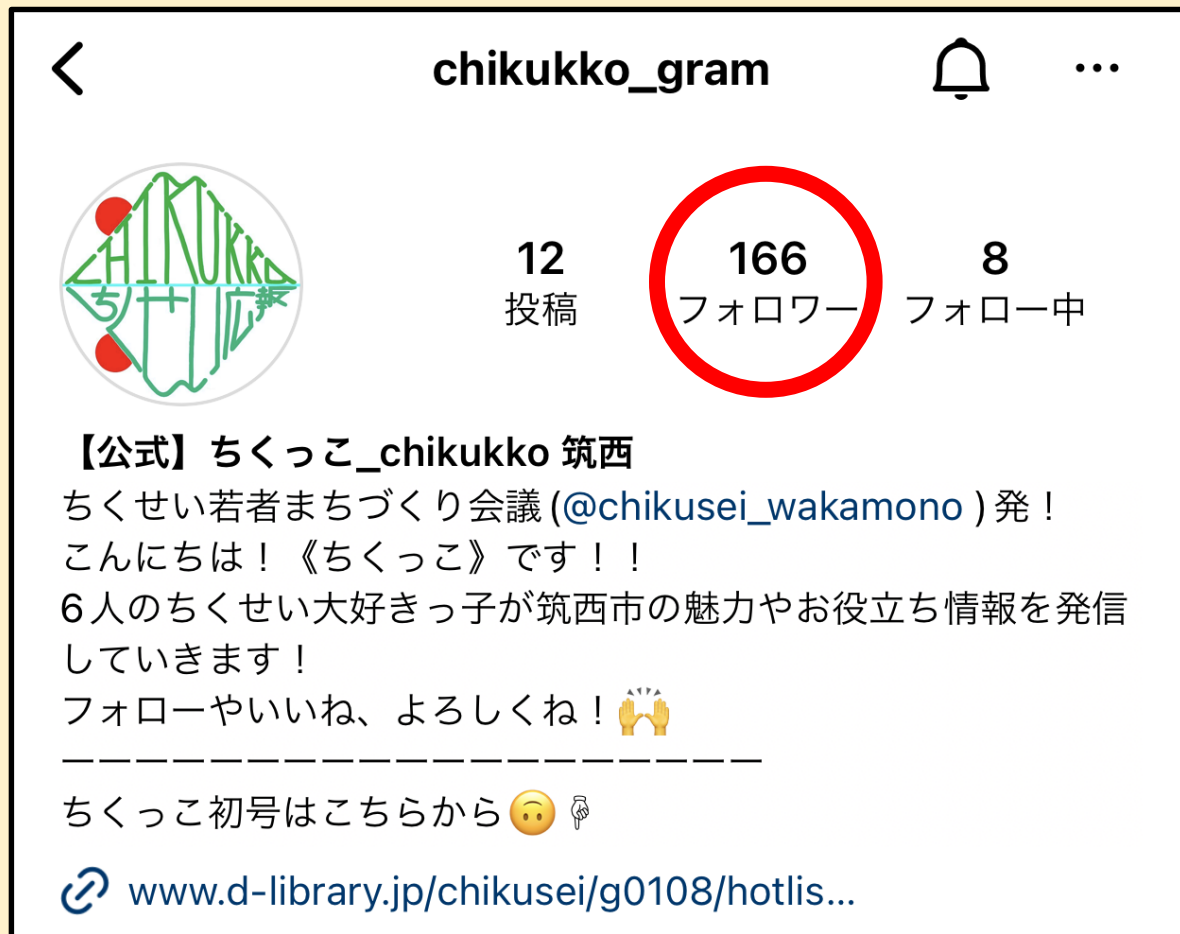 chikukko_gram
CHIKUKKO
ちくせい広報
12
投稿
166
フォロワー
8
フォロー中
【公式】ちくっこ_chikukko 筑西
ちくせい若者まちづくり会議(@chikusei_wakamono )発！
こんにちは！《ちくっこ》です！！
6人のちくせい大好きっ子が筑西市の魅力やお役立ち情報を発信
していきます！
フォローやいいね、よろしくね！🙌
ーーーーーーーーーーーーーーーーーーー
ちくっこ初号はこちらから🙃☟
www.d-library.jp/chikusei/g0108/hotlis...